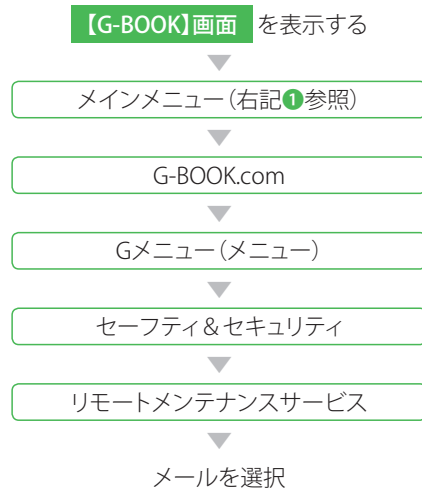 【G-BOOK】画面 を表示する
メインメニュー（右記❶参照）
G-BOOK.com
Gメニュー（メニュー）
セーフティ＆セキュリティ
リモートメンテナンスサービス
メールを選択